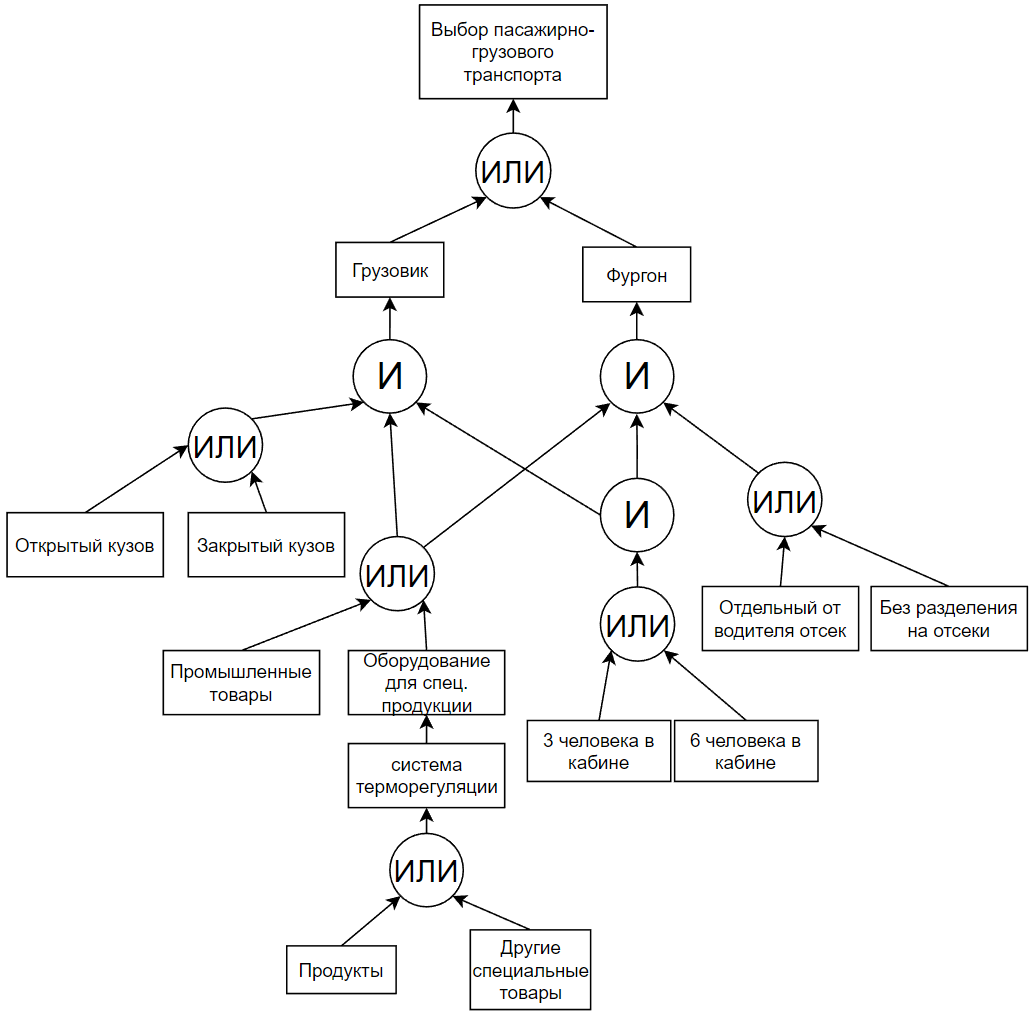 Выбор пасажирно-
грузового
транспорта
ИЛИ
Грузовик
Фургон
И
И
ИЛИ
И
ИЛИ
Открытый кузов
Закрытый кузов
ИЛИ
ИЛИ
Отдельный от
водителя отсек
Без разделения
на отсеки
Промышленные
товары
Оборудование
для спец.
продукции
3 человека в
кабине
6 человека в
кабине
система
терморегуляции
ИЛИ
Продукты
Другие
специальные
товары